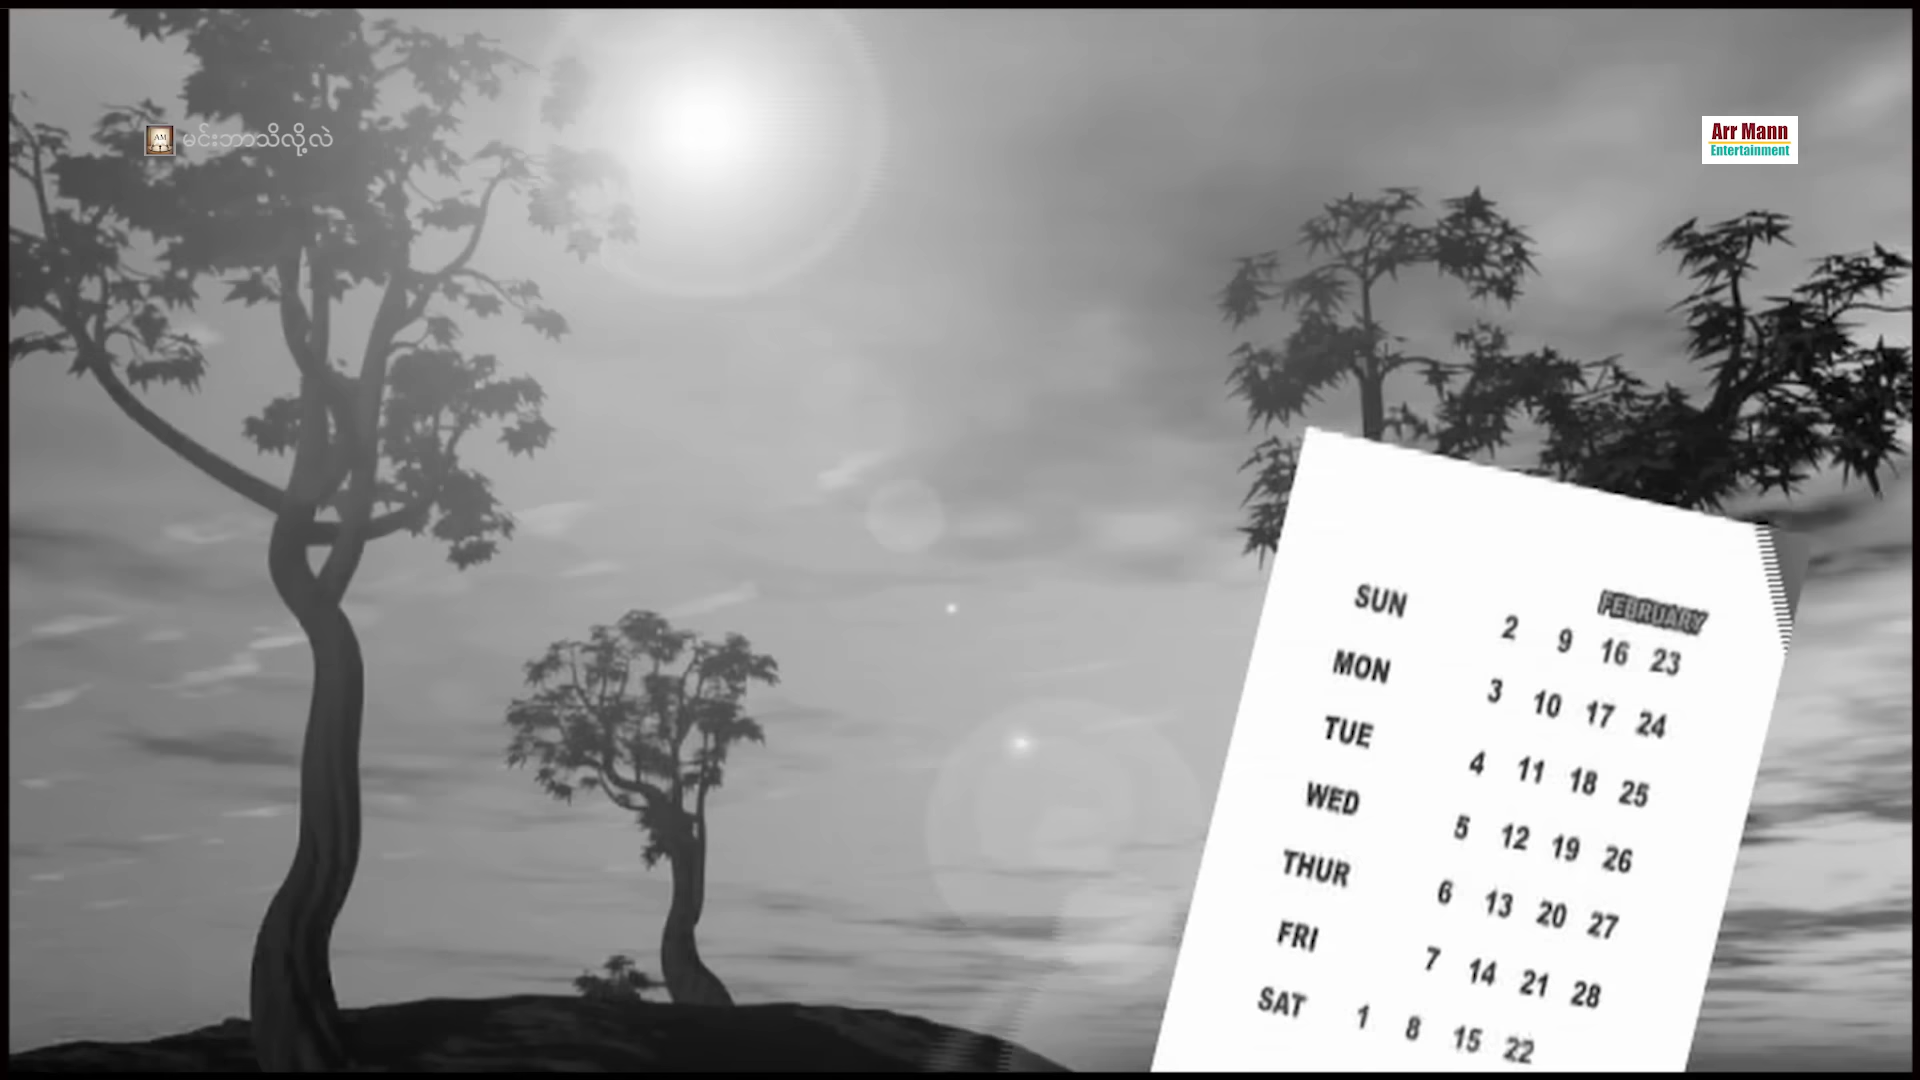 AM
မင်းဘာသိလို့လဲ
Arr Mann
Entertainment
FEBRUARY
SUN 2 9 16 23
MON 3 10 17 24
TUE 4 11 18 25
WED 5 12 19 26
THUR 6 13 20 27
FRI 7 14 21 28
SAT 1 8 15 22